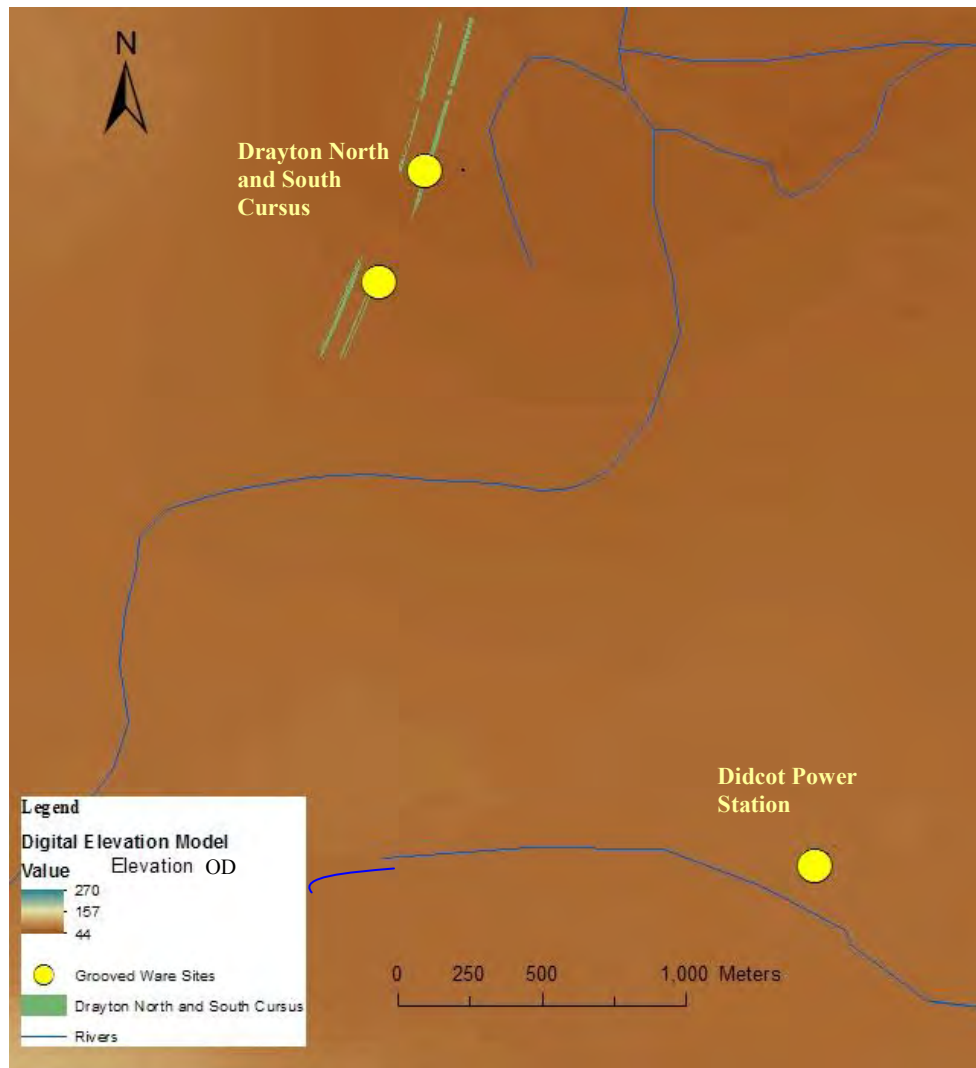 N
Drayton North
and South
Cursus
Didcot Power
Station
Legend
Digital Elevation Model
Value Elevation OD
270
157
44
Grooved Ware Sites
Drayton North and South Cursus
Rivers
0 250 500 1,000 Meters